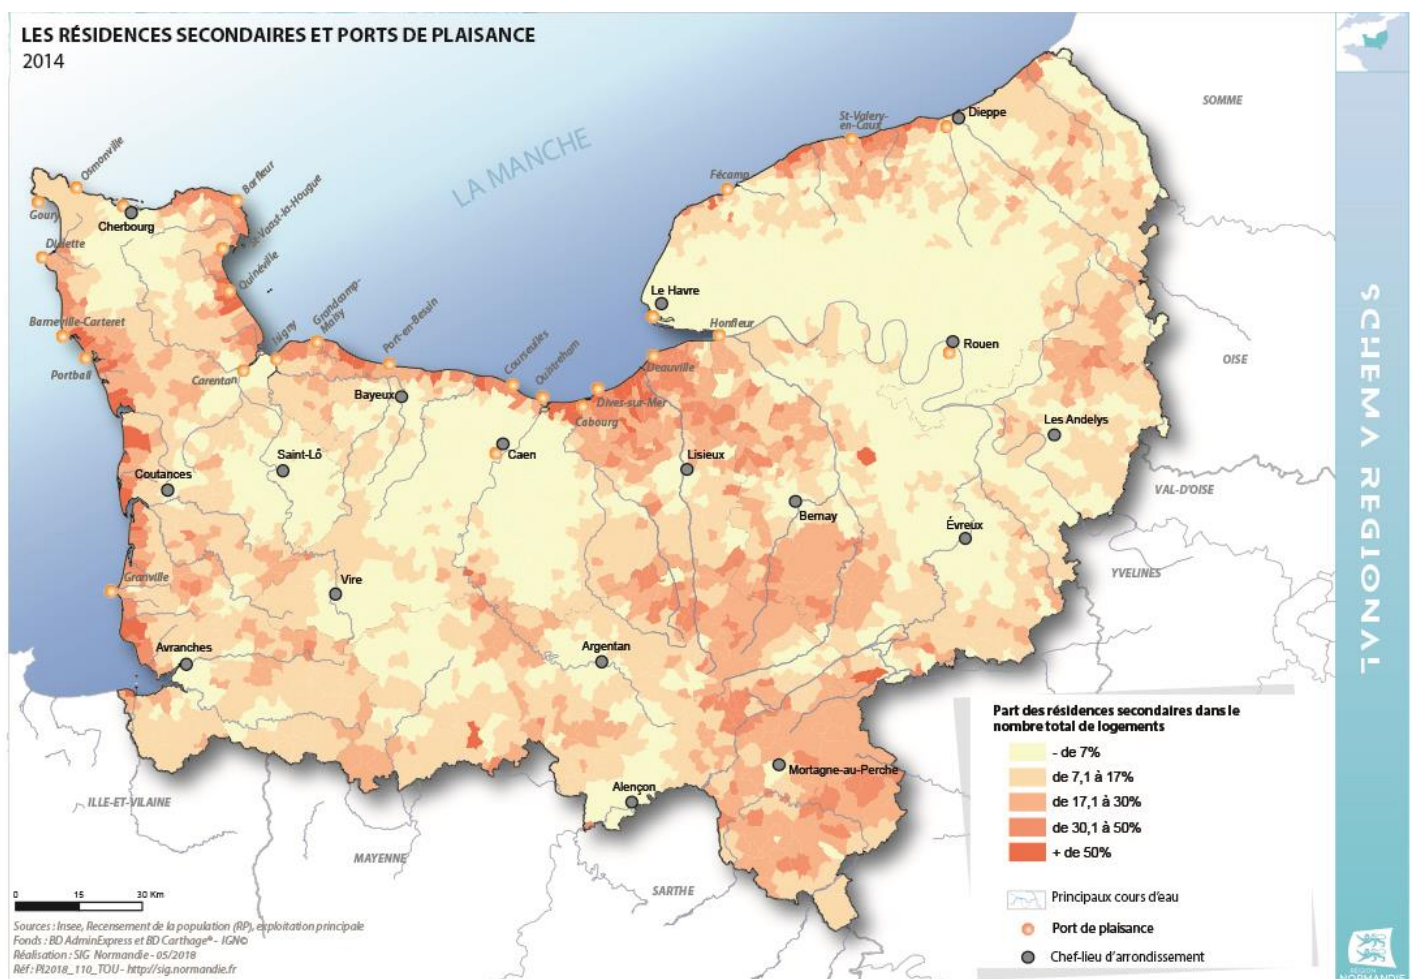 LES RÉSIDENCES SECONDAIRES ET PORTS DE PLAISANCE
2014
LA MANCHE
SOMME
OISE
VAL-D'OISE
YVELINES
ILLE-ET-VILAINE
MAYENNE
SARTHE
Osmonville
Barfleur
Goury
Cherbourg
St-Vaast-la-Hougue
Diélette
Quinéville
Barneville-Carteret
Portbail
Carentan
Isigny
Grandcamp-
Maisy
Port-en-Bessin
Courseulles
Ouistreham
Bayeux
Cabourg
Dives-sur-Mer
Deauville
Honfleur
Le Havre
Fécamp
St-Valery-
en-Caux
Dieppe
Rouen
Les Andelys
Saint-Lô
Caen
Lisieux
Coutances
Bernay
Évreux
Granville
Vire
Avranches
Argentan
Mortagne-au-Perche
Alençon
Part des résidences secondaires dans le
nombre total de logements
- de 7%
de 7,1 à 17%
de 17,1 à 30%
de 30,1 à 50%
+ de 50%
Principaux cours d'eau
Port de plaisance
Chef-lieu d'arrondissement
0 15 30 Km
Sources : Insee, Recensement de la population (RP), exploitation principale
Fonds : BD AdminExpress et BD Carthage® - IGN©
Réalisation : SIG Normandie - 05/2018
Réf : PI2018_110_TOU - http://sig.normandie.fr
SCHEMA REGIONAL
RÉGION
NORMANDIE